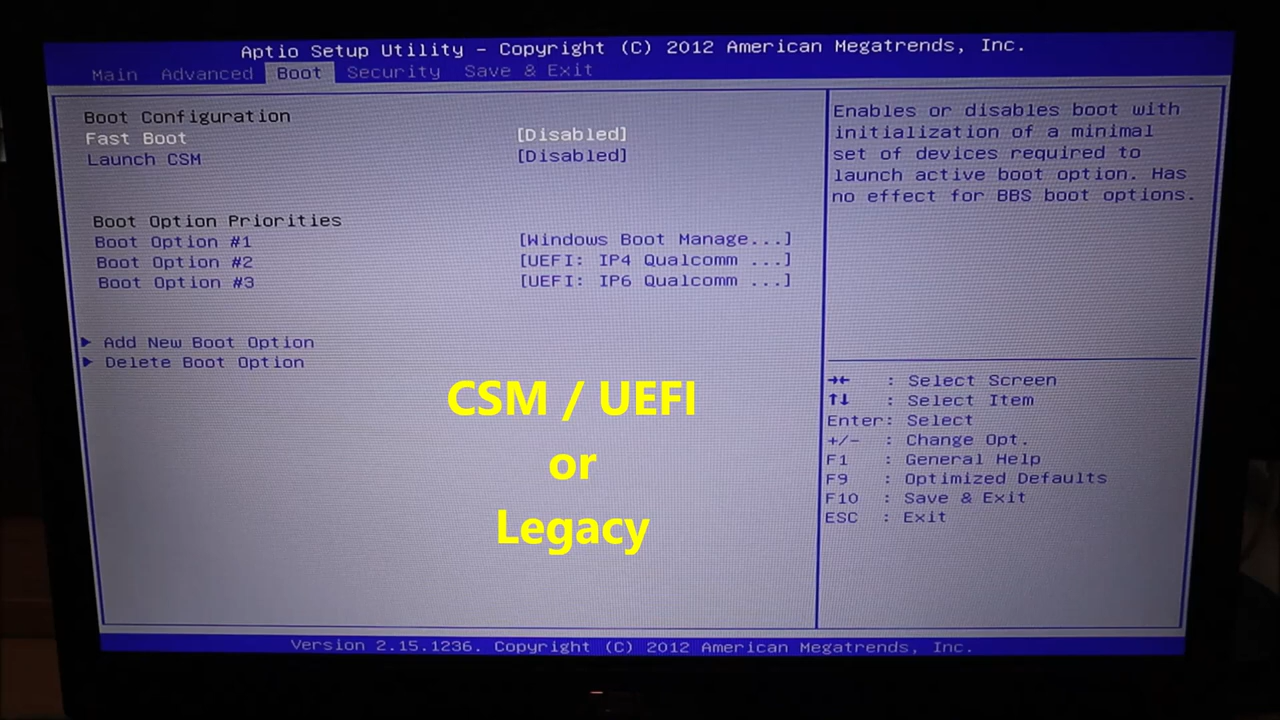 Aptio Setup Utility - Copyright (C) 2012 American Megatrends, Inc.
Main Advanced Boot Security Save & Exit
Boot Configuration
Fast Boot [Disabled]
Launch CSM [Disabled]
Boot Option Priorities
Boot Option #1 [Windows Boot Manage...]
Boot Option #2 [UEFI: IP4 Qualcomm ...]
Boot Option #3 [UEFI: IP6 Qualcomm ...]
► Add New Boot Option
► Delete Boot Option
CSM / UEFI
or
Legacy
Enables or disables boot with
initialization of a minimal
set of devices required to
launch active boot option. Has
no effect for BBS boot options.
→← : Select Screen
↑↓ : Select Item
Enter: Select
+/- : Change Opt.
F1 : General Help
F9 : Optimized Defaults
F10 : Save & Exit
ESC : Exit
Version 2.15.1236. Copyright (C) 2012 American Megatrends, Inc.